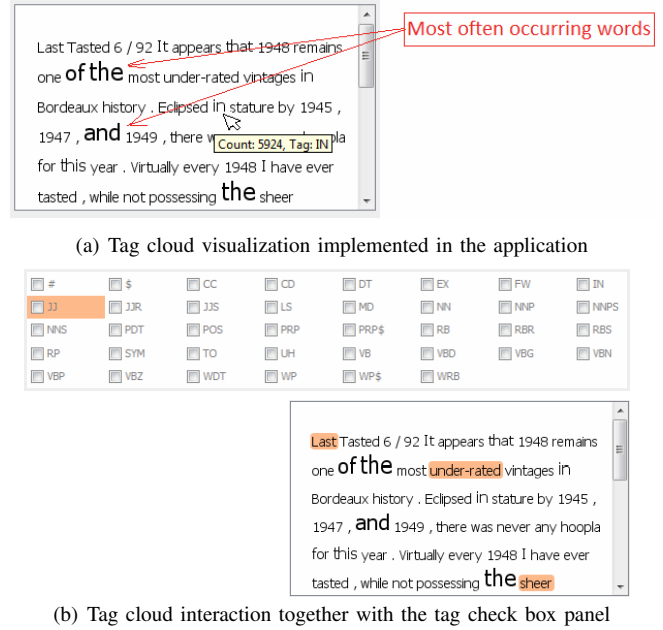 Most often occurring words
Last Tasted 6 / 92 It appears that 1948 remains
one of the most under-rated vintages in
Bordeaux history . Eclipsed in stature by 1945 ,
1947 , and 1949 , there w pla
Count: 5924, Tag: IN
for this year . Virtually every 1948 I have ever
tasted , while not possessing the sheer
(a) Tag cloud visualization implemented in the application
# $ CC CD DT EX FW IN
JJ JJR JJS LS MD NN NNP NNPS
NNS PDT POS PRP PRP$ RB RBR RBS
RP SYM TO UH VB VBD VBG VBN
VBP VBZ WDT WP WP$ WRB
Last Tasted 6 / 92 It appears that 1948 remains
one of the most under-rated vintages in
Bordeaux history . Eclipsed in stature by 1945 ,
1947 , and 1949 , there was never any hoopla
for this year . Virtually every 1948 I have ever
tasted , while not possessing the sheer
(b) Tag cloud interaction together with the tag check box panel